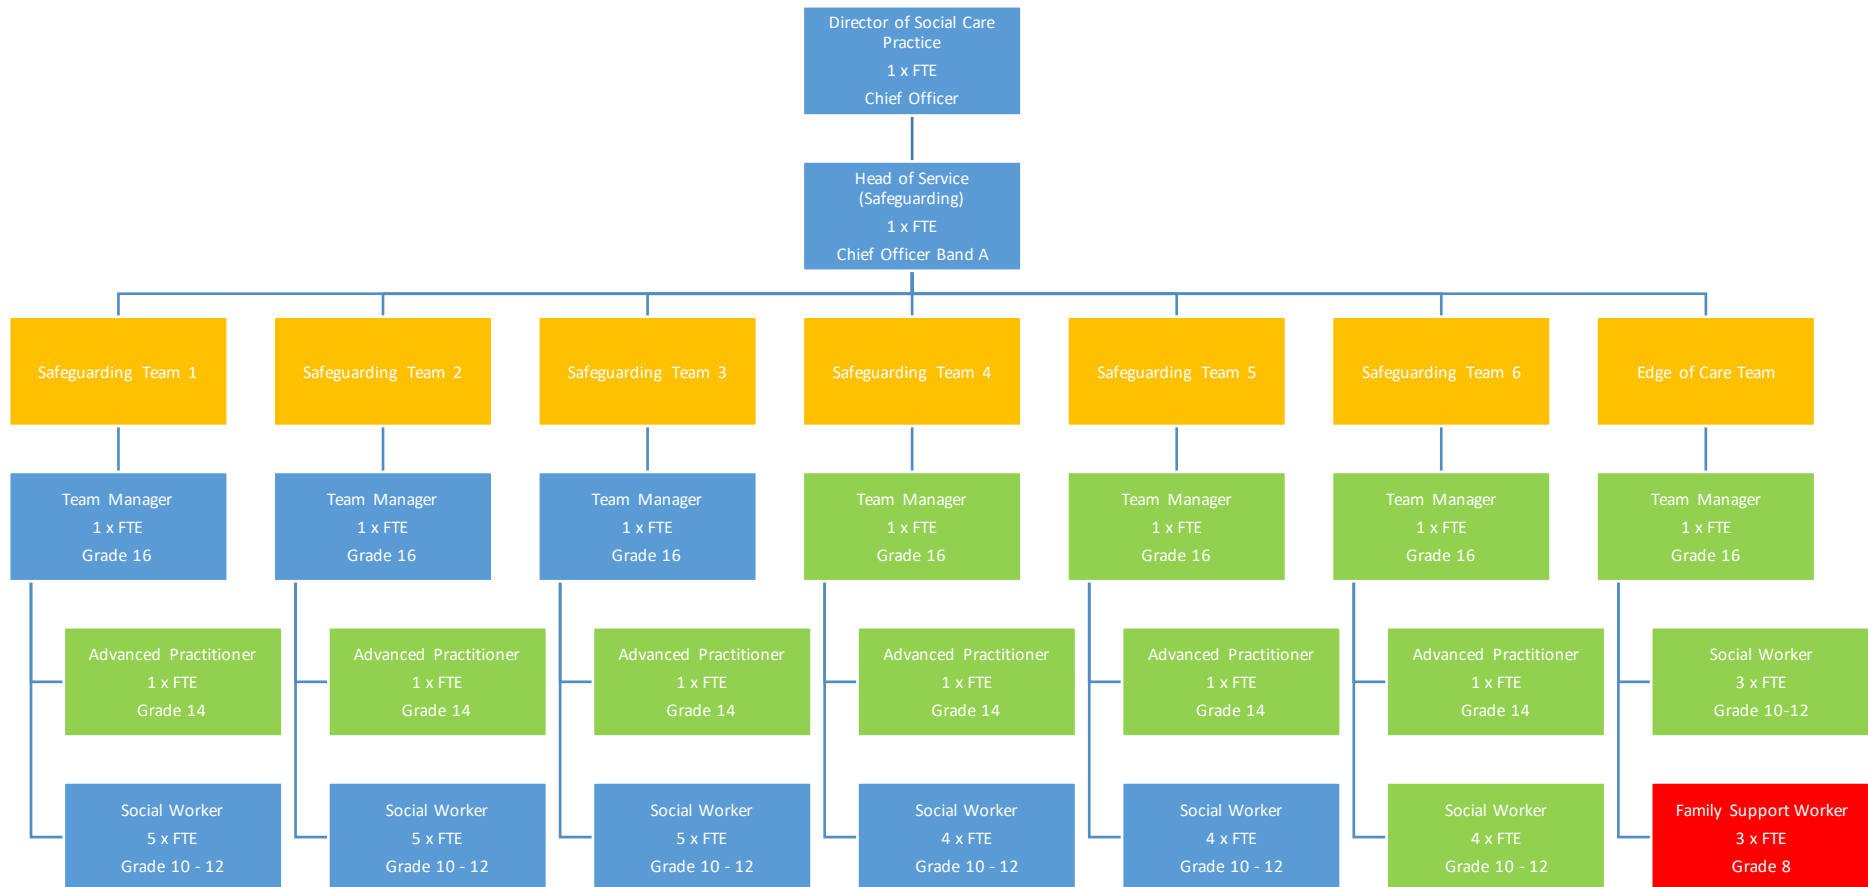 Director of Social Care
Practice
1 x FTE
Chief Officer
Head of Service
(Safeguarding)
1 x FTE
Chief Officer Band A
Safeguarding Team 1
Safeguarding Team 2
Safeguarding Team 3
Safeguarding Team 4
Safeguarding Team 5
Safeguarding Team 6
Edge of Care Team
Team Manager
1 x FTE
Grade 16
Team Manager
1 x FTE
Grade 16
Team Manager
1 x FTE
Grade 16
Team Manager
1 x FTE
Grade 16
Team Manager
1 x FTE
Grade 16
Team Manager
1 x FTE
Grade 16
Team Manager
1 x FTE
Grade 16
Advanced Practitioner
1 x FTE
Grade 14
Advanced Practitioner
1 x FTE
Grade 14
Advanced Practitioner
1 x FTE
Grade 14
Advanced Practitioner
1 x FTE
Grade 14
Advanced Practitioner
1 x FTE
Grade 14
Advanced Practitioner
1 x FTE
Grade 14
Social Worker
3 x FTE
Grade 10-12
Social Worker
5 x FTE
Grade 10 - 12
Social Worker
5 x FTE
Grade 10 - 12
Social Worker
5 x FTE
Grade 10 - 12
Social Worker
4 x FTE
Grade 10 - 12
Social Worker
4 x FTE
Grade 10 - 12
Social Worker
4 x FTE
Grade 10 - 12
Family Support Worker
3 x FTE
Grade 8